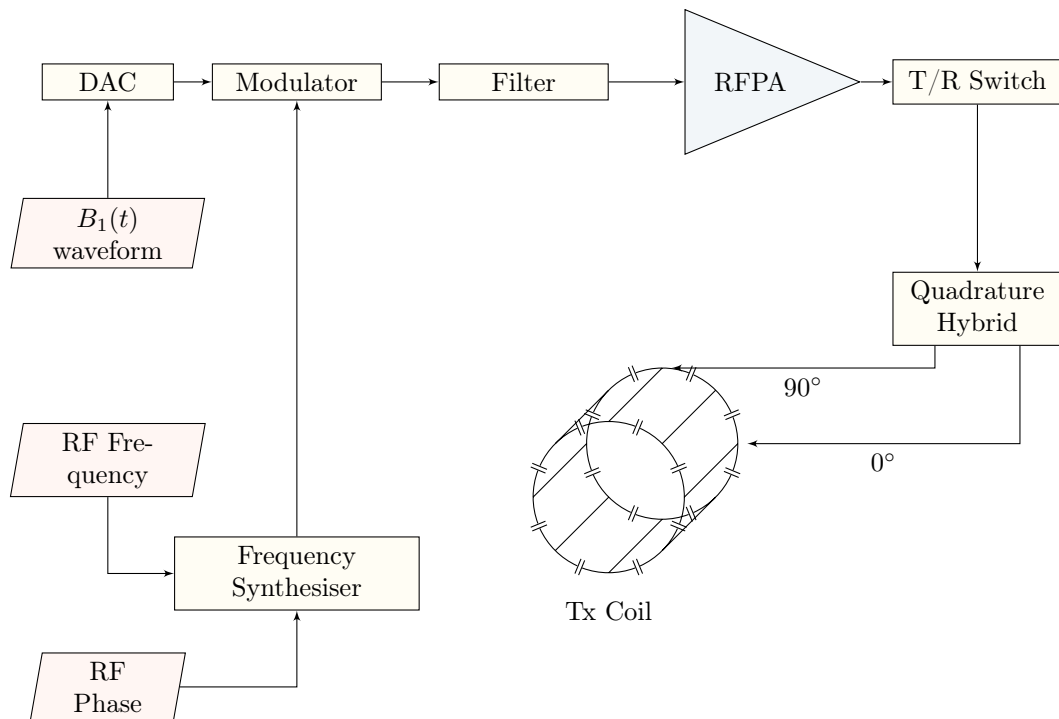 DAC
Modulator
Filter
RFPA
T/R Switch
$B_1(t)$
waveform
Quadrature
Hybrid
90°
0°
RF Fre-
quency
Frequency
Synthesiser
Tx Coil
RF
Phase